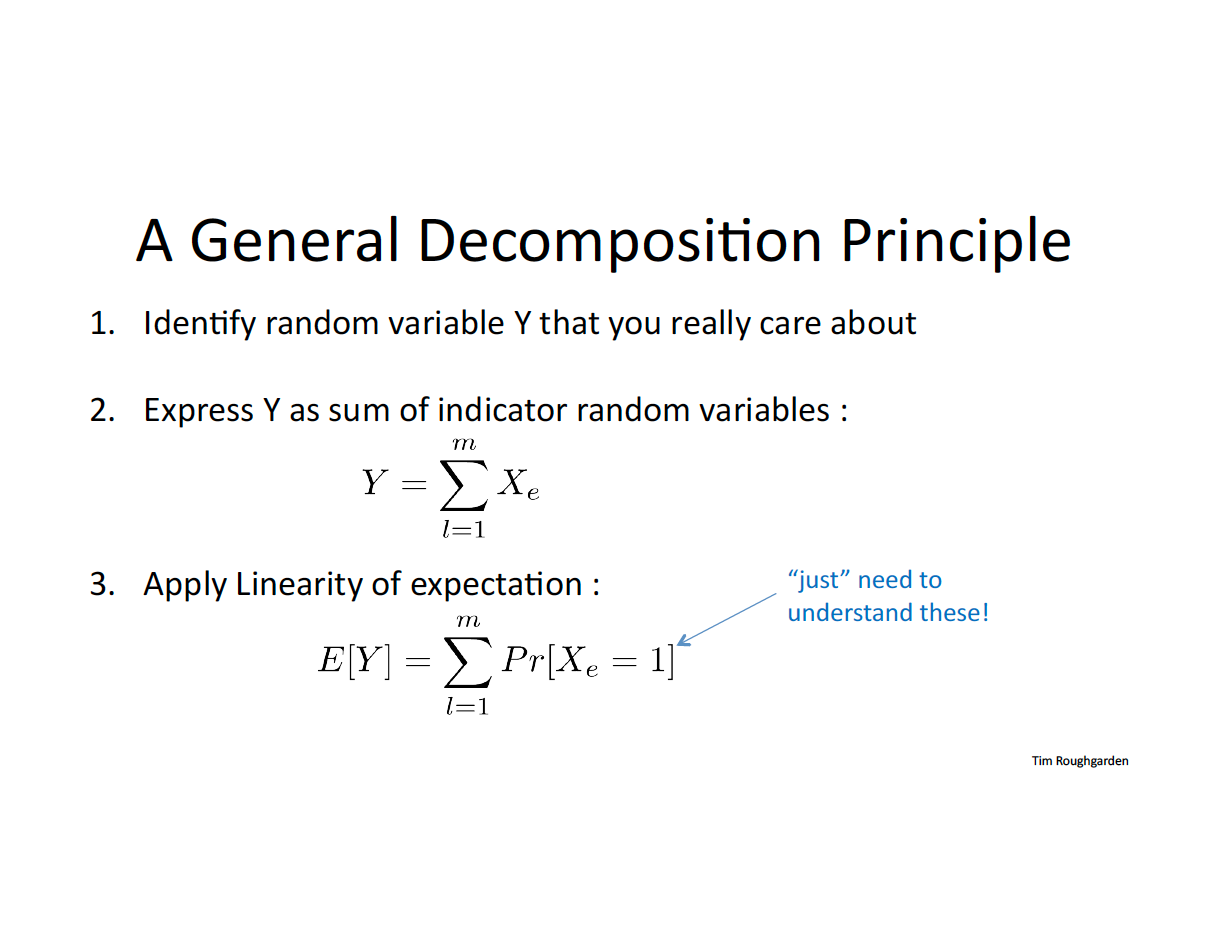 A General Decomposition Principle
1. Identify random variable Y that you really care about
2. Express Y as sum of indicator random variables :
Y = \sum_{l=1}^{m} X_e
3. Apply Linearity of expectation :
E[Y] = \sum_{l=1}^{m} Pr[X_e = 1]
“just” need to
understand these!
Tim Roughgarden